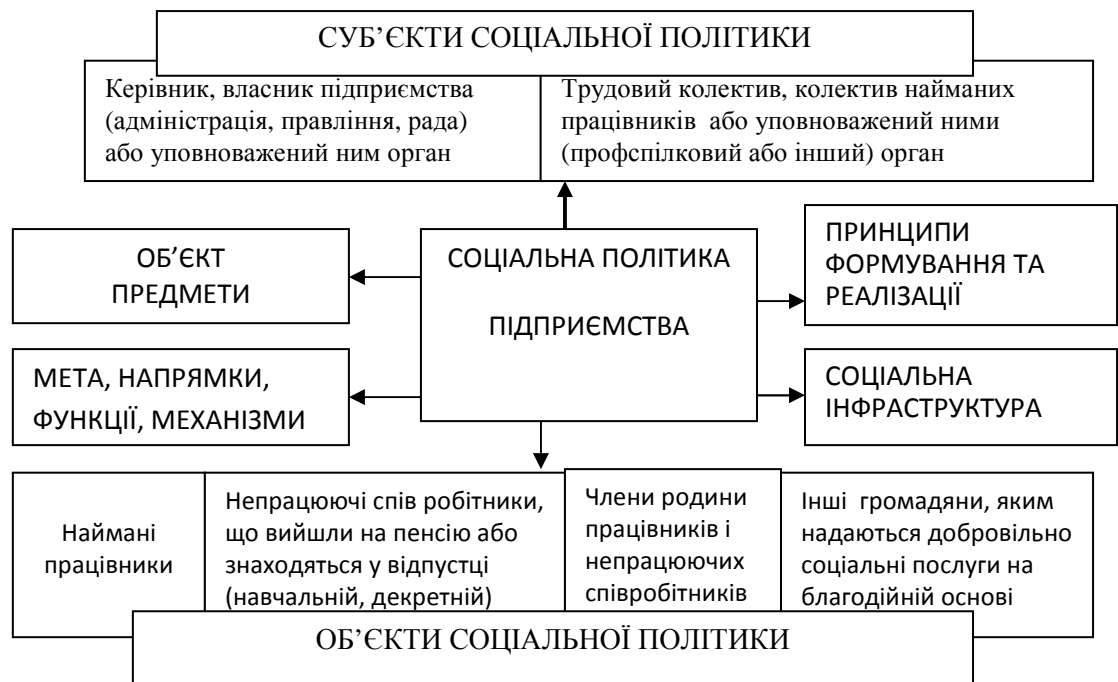 СУБ’ЄКТИ СОЦІАЛЬНОЇ ПОЛІТИКИ
Керівник, власник підприємства
(адміністрація, правління, рада)
або уповноважений ним орган
Трудовий колектив, колектив найманих
працівників або уповноважений ними
(профспілковий або інший) орган
ОБ’ЄКТ
ПРЕДМЕТИ
СОЦІАЛЬНА ПОЛІТИКА
ПІДПРИЄМСТВА
ПРИНЦИПИ
ФОРМУВАННЯ ТА
РЕАЛІЗАЦІЇ
МЕТА, НАПРЯМКИ,
ФУНКЦІЇ, МЕХАНІЗМИ
СОЦІАЛЬНА
ІНФРАСТРУКТУРА
Наймані
працівники
Непрацюючі спів робітники,
що вийшли на пенсію або
знаходяться у відпустці
(навчальній, декретній)
Члени родини
працівників і
непрацюючих
співробітників
Інші громадяни, яким
надаються добровільно
соціальні послуги на
благодійній основі
ОБ’ЄКТИ СОЦІАЛЬНОЇ ПОЛІТИКИ